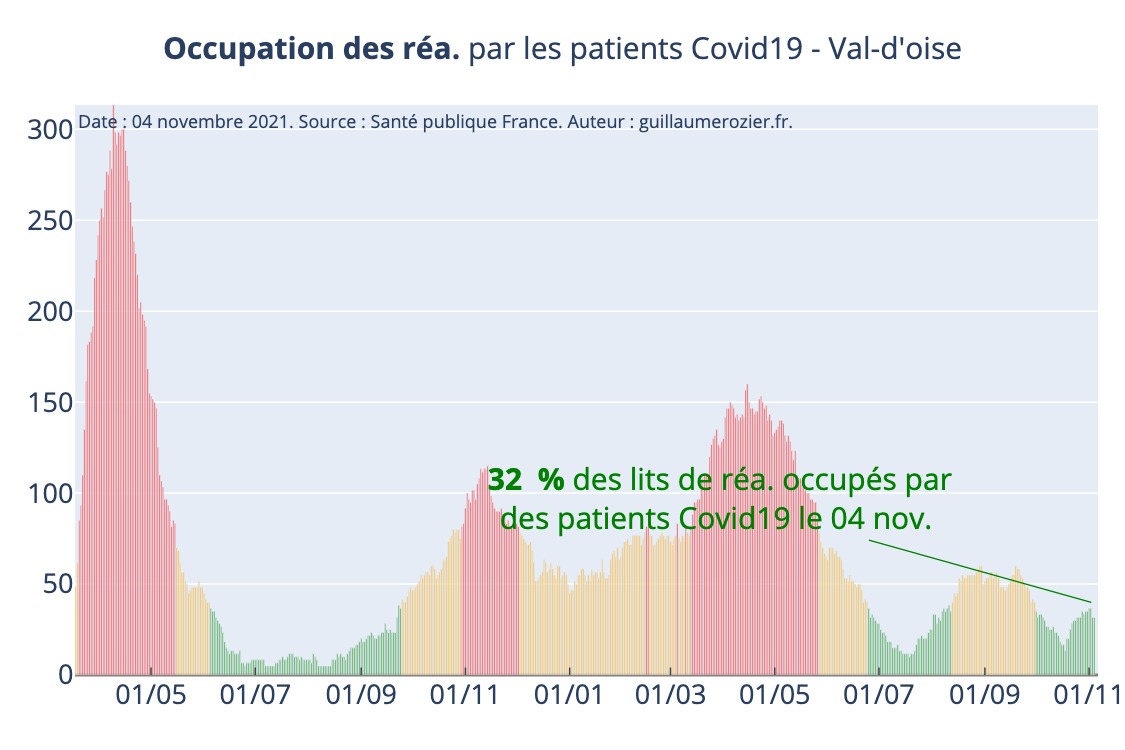 Occupation des réa. par les patients Covid19 - Val-d'oise
Date : 04 novembre 2021. Source : Santé publique France. Auteur : guillaumerozier.fr.
300
250
200
150
100
50
0
32 % des lits de réa. occupés par
des patients Covid19 le 04 nov.
01/05 01/07 01/09 01/11 01/01 01/03 01/05 01/07 01/09 01/11